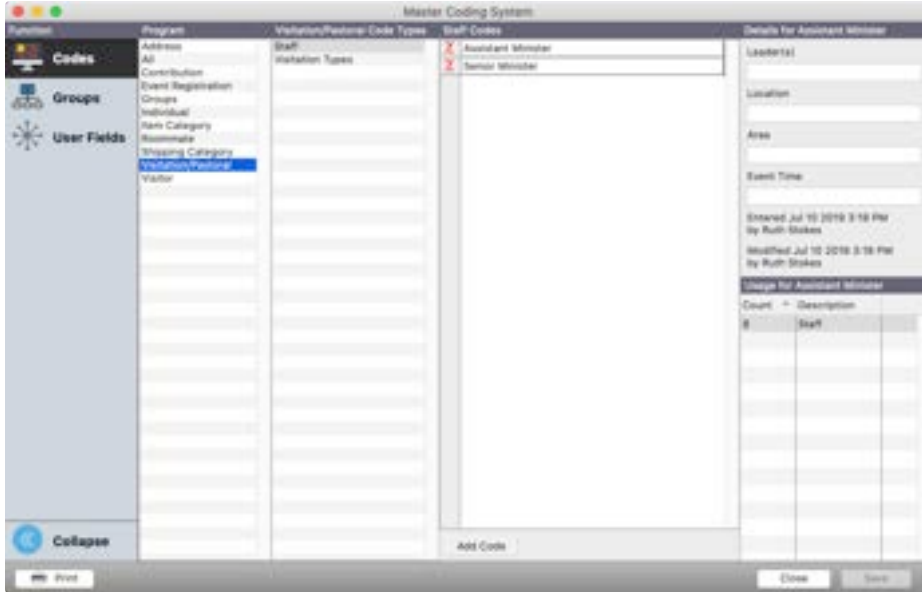 Master Coding System
Function
Program
Visitation/Pastoral Code Types
Staff Codes
Details for Assistant Minister
Codes
Groups
User Fields
Collapse
Address
All
Contribution
Event Registration
Groups
Individual
Item Category
Roommate
Shipping Category
Visitation/Pastoral
Visitor
Staff
Visitation Types
Assistant Minister
Senior Minister
Add Code
Leader(s)
Location
Area
Event Time
Entered Jul 10 2019 3:18 PM
by Ruth Stokes
Modified Jul 10 2019 3:18 PM
by Ruth Stokes
Usage for Assistant Minister
Count Description
Staff
Print
Close
Save